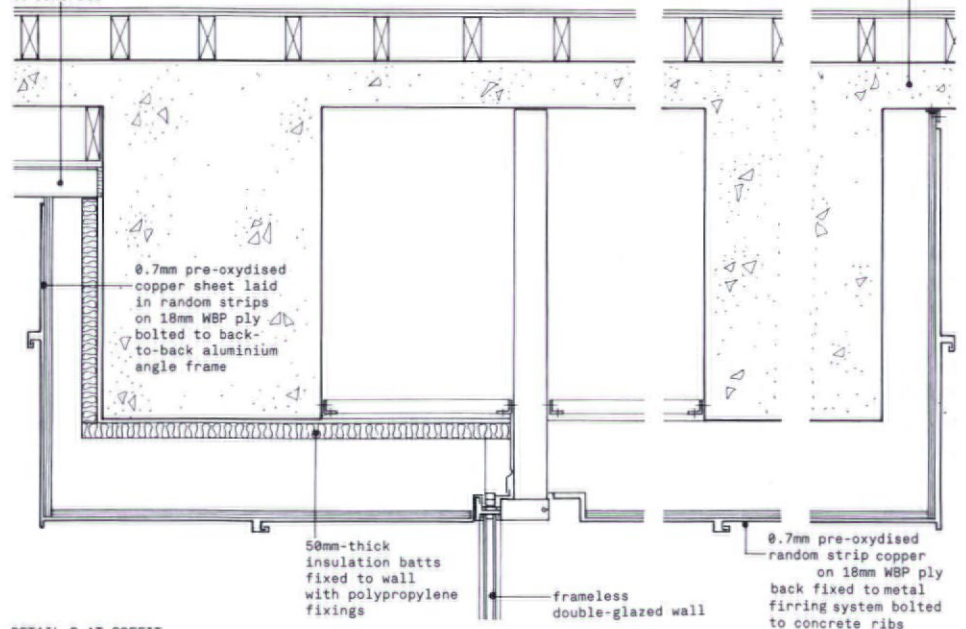 0.7mm pre-oxydised
copper sheet laid
in random strips
on 18mm WBP ply
bolted to back-
to-back aluminium
angle frame
50mm-thick
insulation batts
fixed to wall
with polypropylene
fixings
frameless
double-glazed wall
0.7mm pre-oxydised
random strip copper
on 18mm WBP ply
back fixed to metal
firring system bolted
to concrete ribs